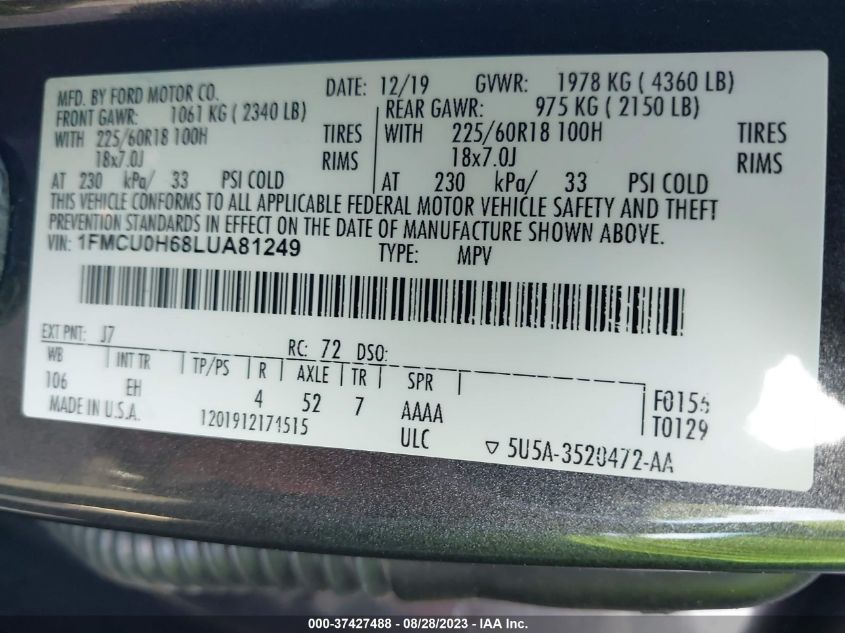 MFD. BY FORD MOTOR CO. DATE: 12/19 GVWR: 1978 KG ( 4360 LB)
FRONT GAWR: 1061 KG ( 2340 LB) REAR GAWR: 975 KG ( 2150 LB)
WITH 225/60R18 100H TIRES WITH 225/60R18 100H TIRES
18x7.0J RIMS 18x7.0J RIMS
AT 230 kPa/ 33 PSI COLD AT 230 kPa/ 33 PSI COLD
THIS VEHICLE CONFORMS TO ALL APPLICABLE FEDERAL MOTOR VEHICLE SAFETY AND THEFT
PREVENTION STANDARDS IN EFFECT ON THE DATE OF MANUFACTURE SHOWN ABOVE.
VIN: 1FMCU0H68LUA81249 TYPE: MPV
EXT PNT: J7 RC: 72 DSO:
WB INT TR TP/PS R AXLE TR SPR
106 EH 4 52 7 AAAA F0156
MADE IN U.S.A. 1201912174515 ULC T0129
5U5A-3520472-AA
000-37427488 - 08/28/2023 - IAA Inc.